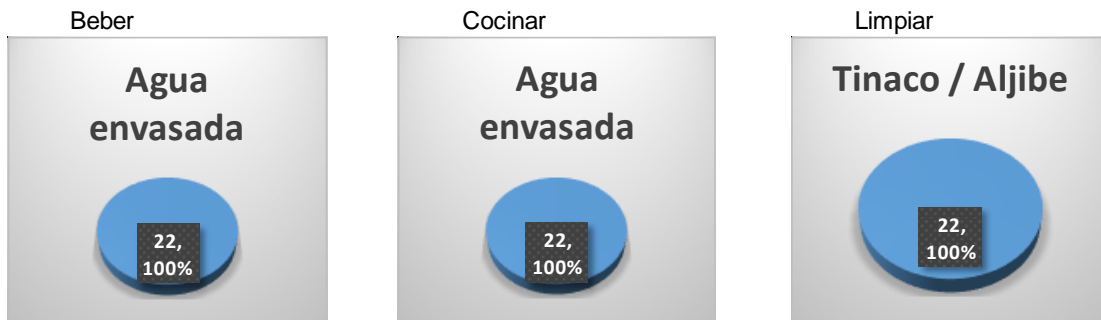 Beber
Agua
envasada
22,
100%
Cocinar
Agua
envasada
22,
100%
Limpiar
Tinaco / Aljibe
22,
100%